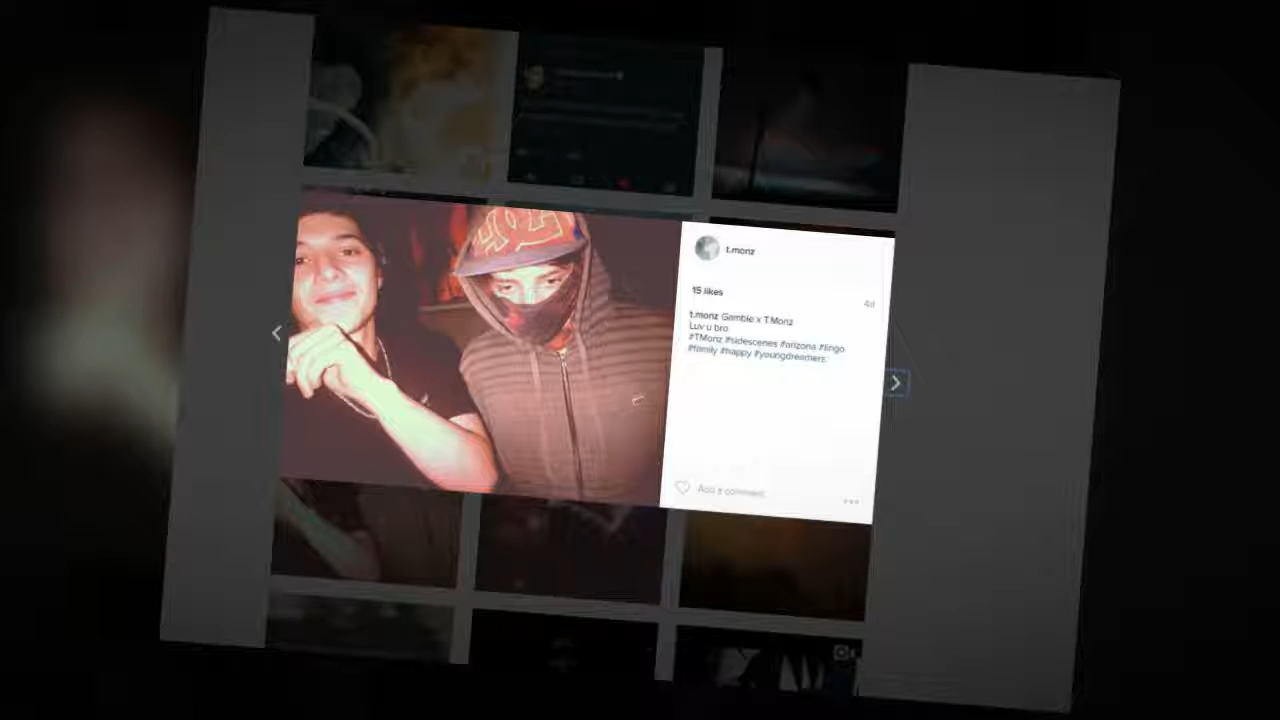 t.monz
15 likes
4d
t.monz Gamble x T.Monz
Luv u bro
#TMonz #sidescenes #arizona #lingo
#family #happy #youngdreamers
Add a comment...